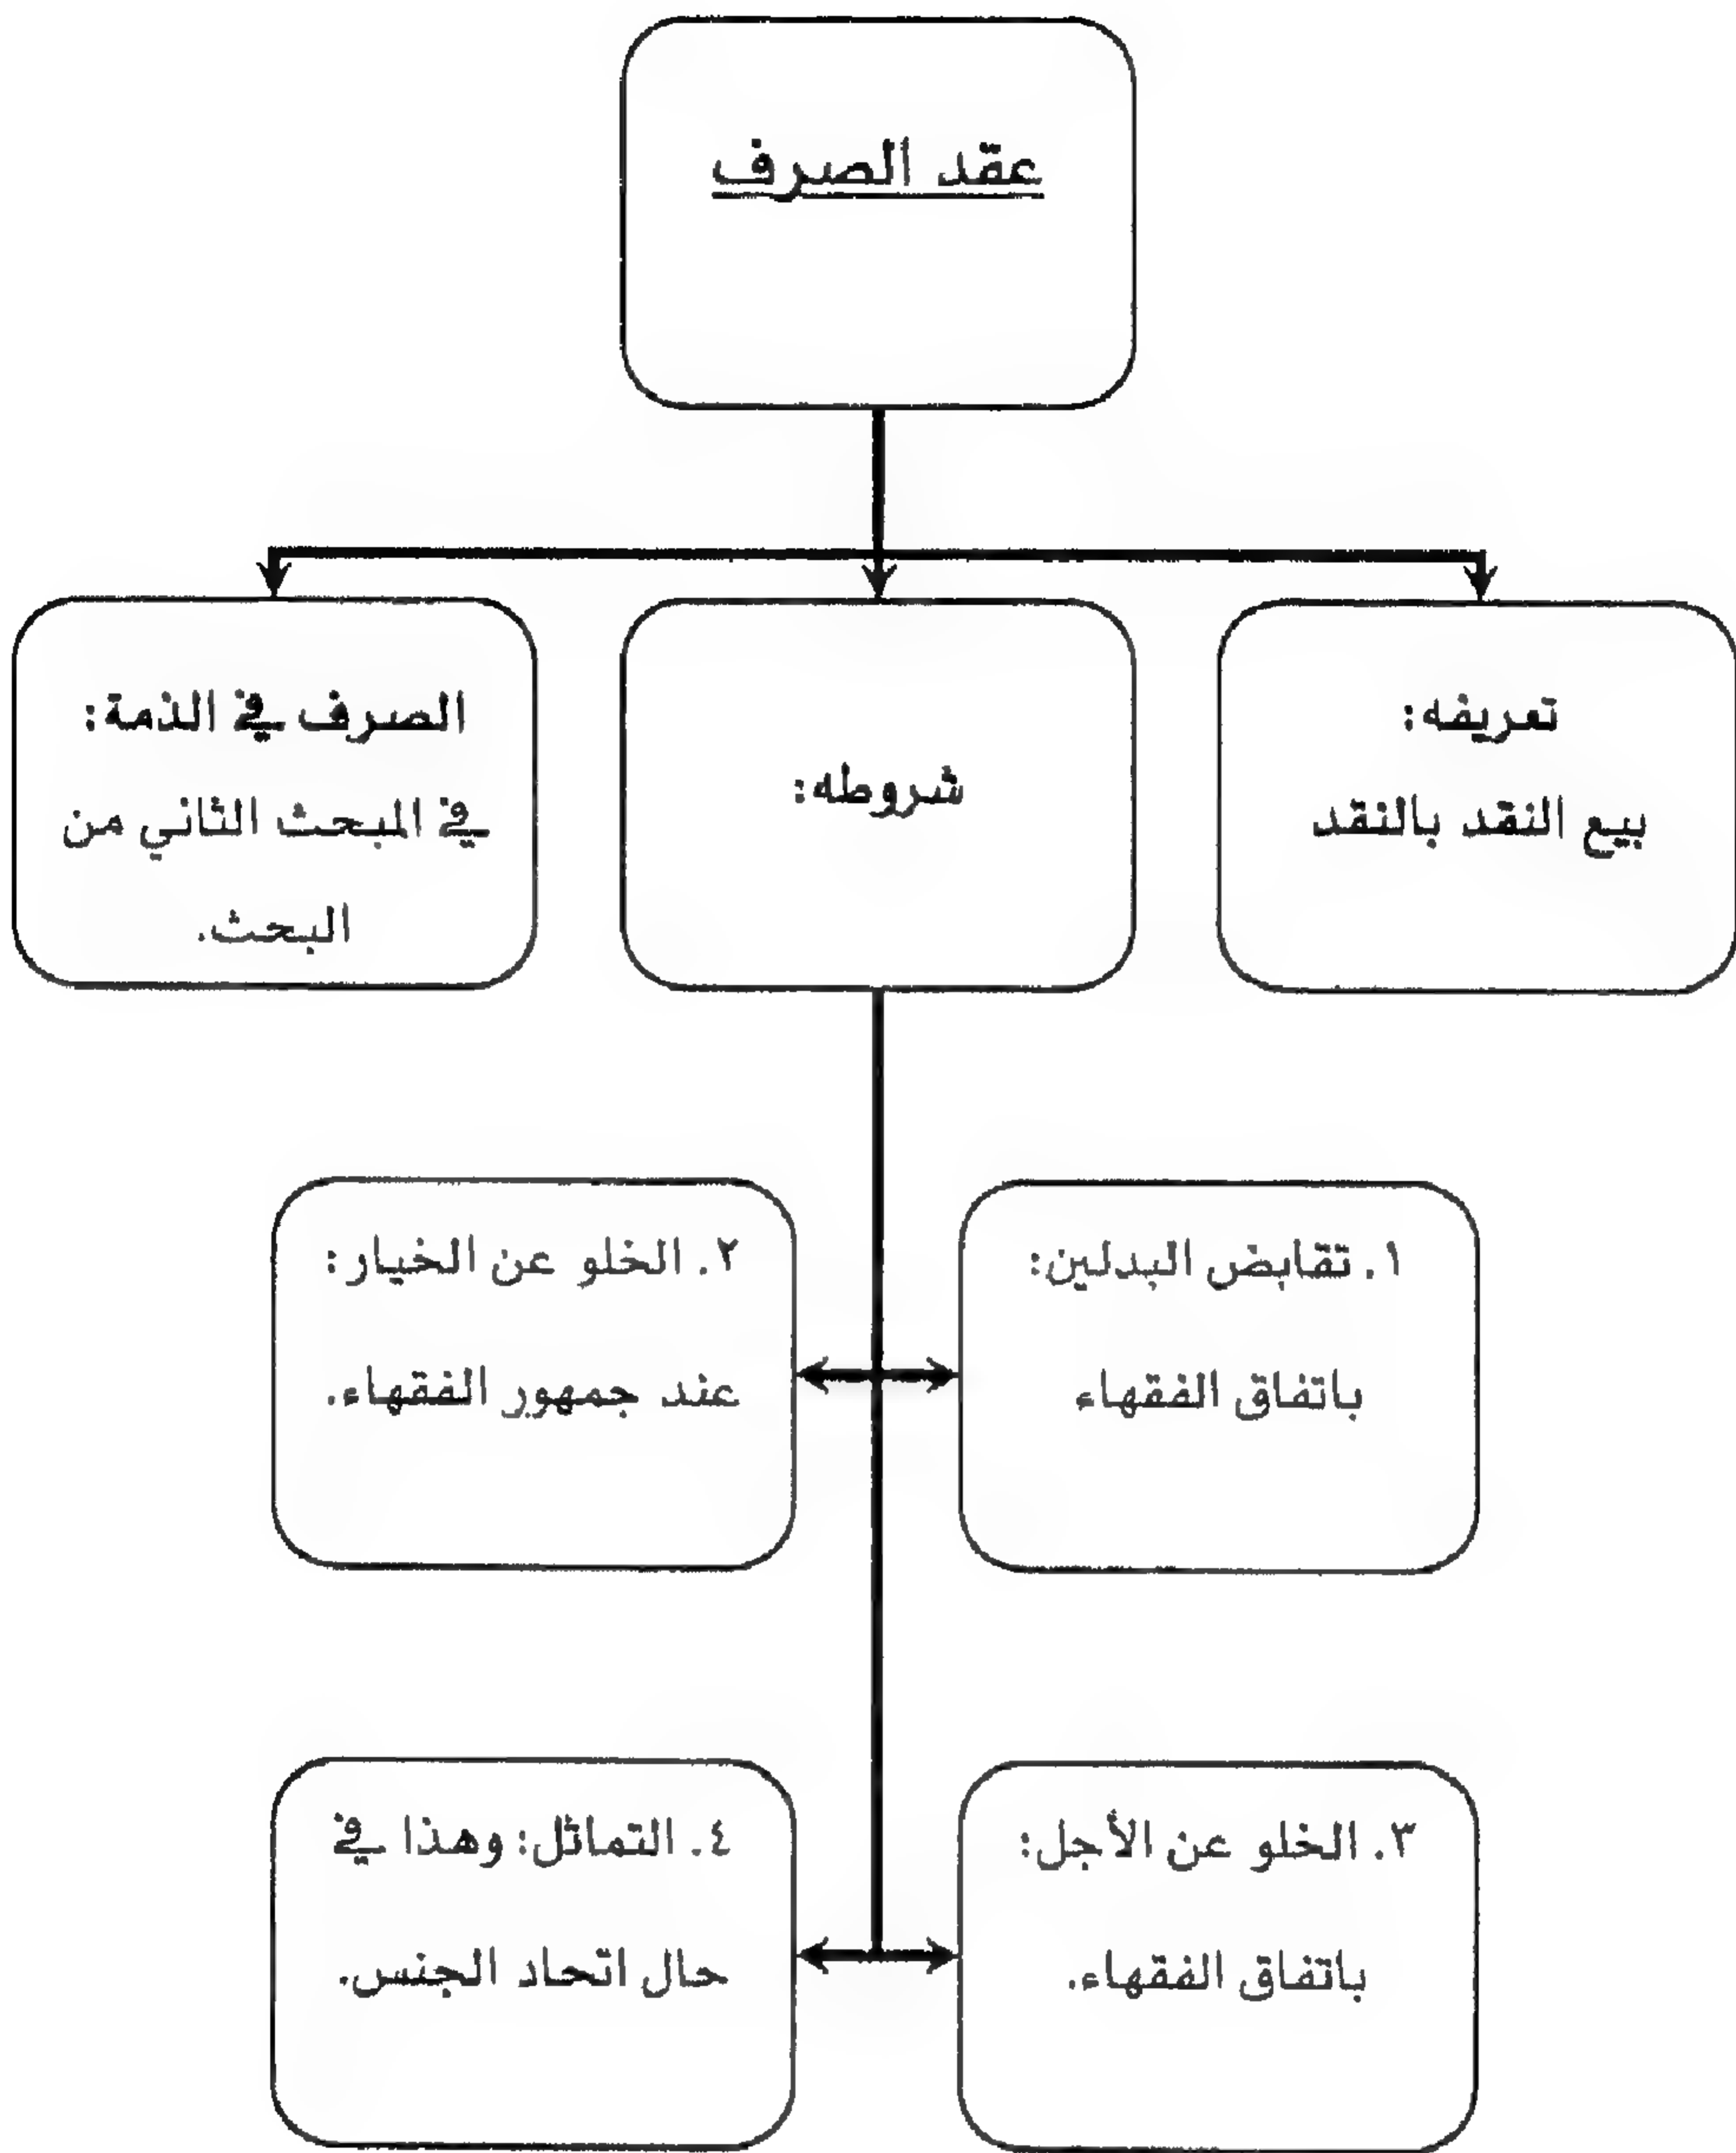 عقد الصرف
تعريفه:
بيع النقد بالنقد
شروطه:
الصرف في الذمة:
في المبحث الثاني من
البحث.
١. تقابض البدلين:
باتفاق الفقهاء
٢. الخلو عن الخيار:
عند جمهور الفقهاء.
٣. الخلو عن الأجل:
باتفاق الفقهاء.
٤. التماثل: وهذا في
حال اتحاد الجنس.